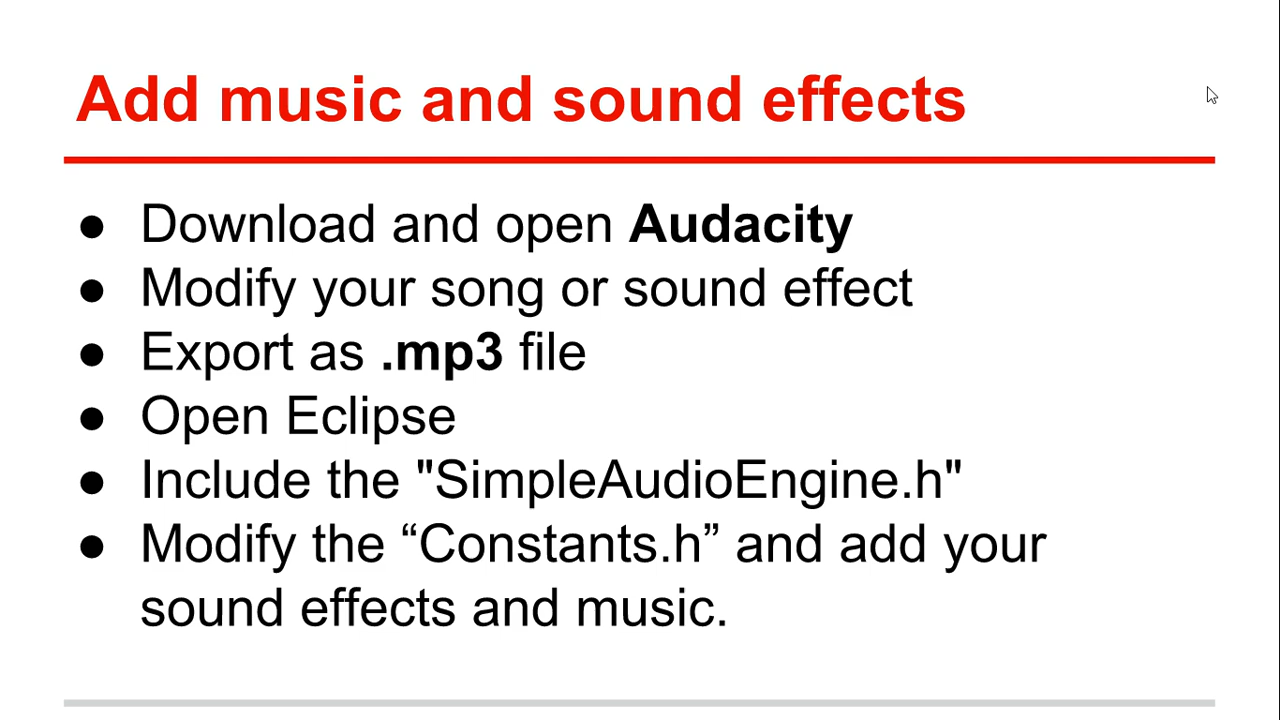 Add music and sound effects
● Download and open Audacity
● Modify your song or sound effect
● Export as .mp3 file
● Open Eclipse
● Include the "SimpleAudioEngine.h"
● Modify the “Constants.h” and add your
sound effects and music.